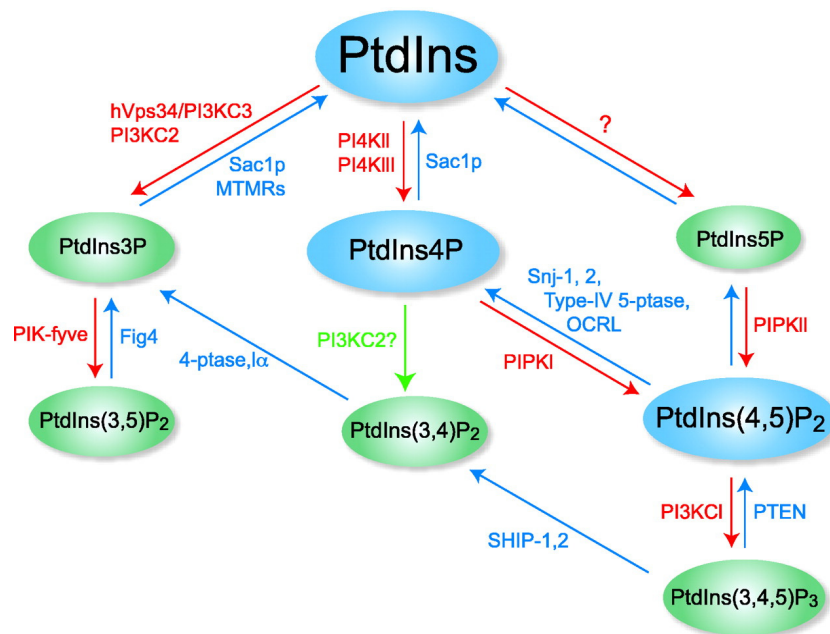 PtdIns
hVps34/PI3KC3
PI3KC2
Sac1p
MTMRs
PI4KII
PI4KIII
Sac1p
?
PtdIns3P
PtdIns4P
PtdIns5P
Snj-1, 2,
Type-IV 5-ptase,
OCRL
PIK-fyve
Fig4
4-ptase,Iα
PI3KC2?
PIPKI
PIPKII
PtdIns(3,5)P₂
PtdIns(3,4)P₂
PtdIns(4,5)P₂
PI3KCI
PTEN
SHIP-1,2
PtdIns(3,4,5)P₃